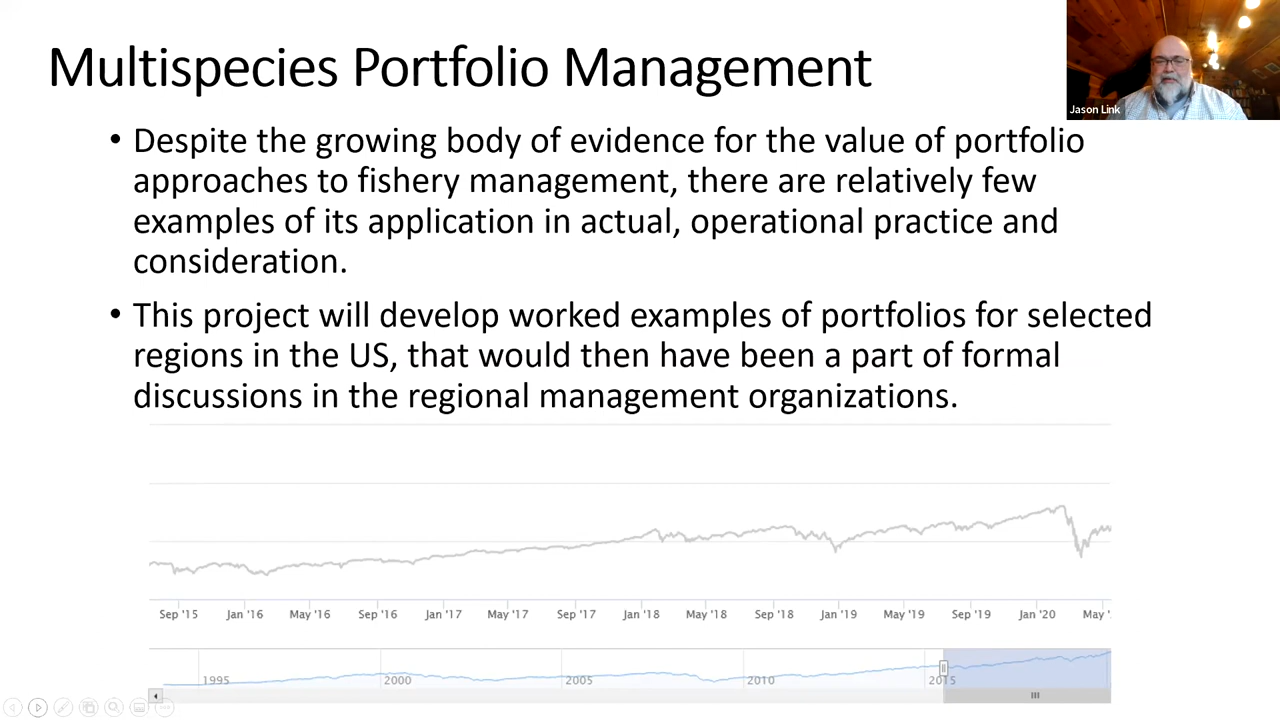 Multispecies Portfolio Management
Jason Link
• Despite the growing body of evidence for the value of portfolio
approaches to fishery management, there are relatively few
examples of its application in actual, operational practice and
consideration.
• This project will develop worked examples of portfolios for selected
regions in the US, that would then have been a part of formal
discussions in the regional management organizations.
Sep '15 Jan '16 May '16 Sep '16 Jan '17 May '17 Sep '17 Jan '18 May '18 Sep '18 Jan '19 May '19 Sep '19 Jan '20 May '
1995 2000 2005 2010 2015